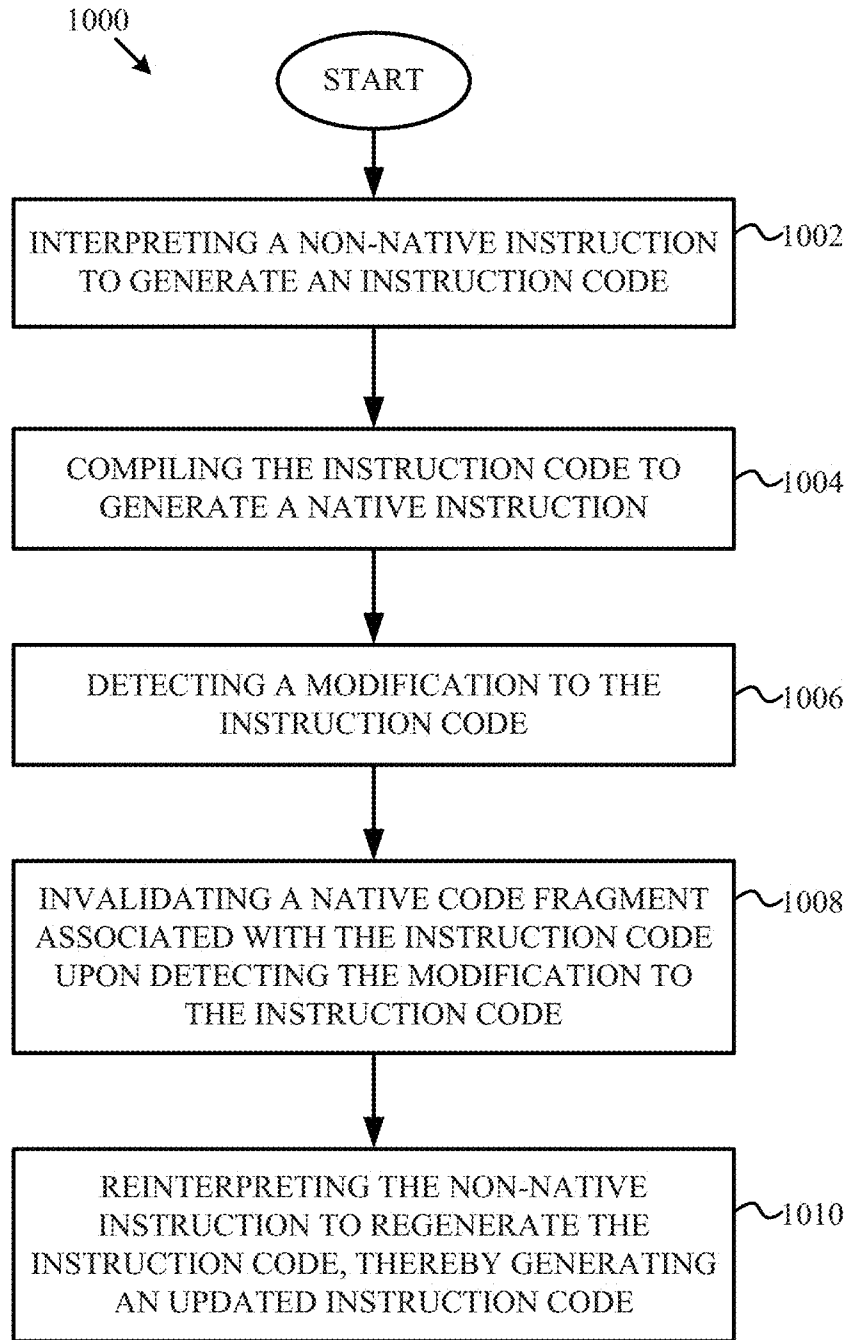 1000
START
INTERPRETING A NON-NATIVE INSTRUCTION
TO GENERATE AN INSTRUCTION CODE
1002
COMPILING THE INSTRUCTION CODE TO
GENERATE A NATIVE INSTRUCTION
1004
DETECTING A MODIFICATION TO THE
INSTRUCTION CODE
1006
INVALIDATING A NATIVE CODE FRAGMENT
ASSOCIATED WITH THE INSTRUCTION CODE
UPON DETECTING THE MODIFICATION TO
THE INSTRUCTION CODE
1008
REINTERPRETING THE NON-NATIVE
INSTRUCTION TO REGENERATE THE
INSTRUCTION CODE, THEREBY GENERATING
AN UPDATED INSTRUCTION CODE
1010